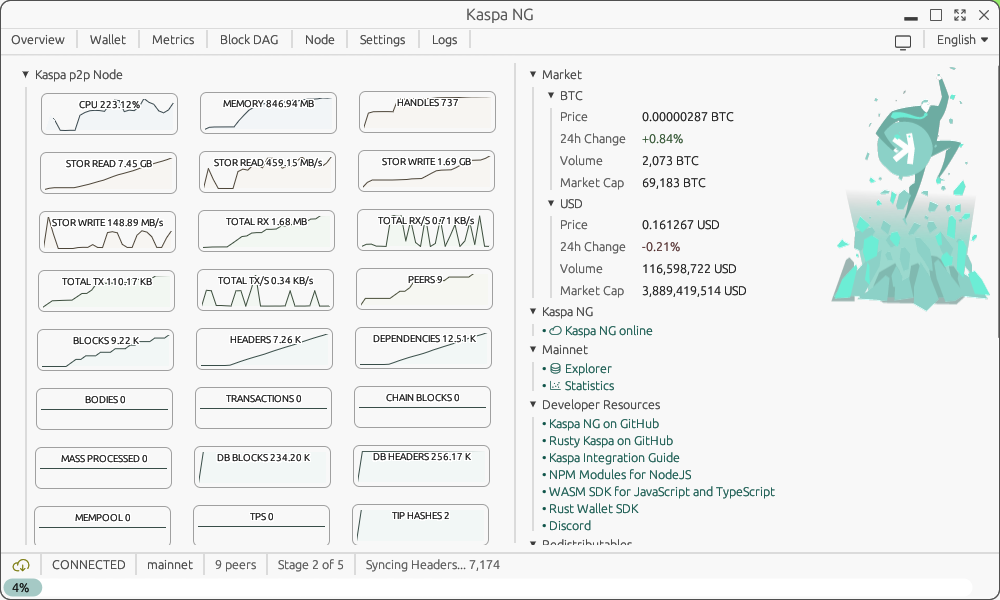 Kaspa NG
Overview Wallet Metrics Block DAG Node Settings Logs English
Kaspa p2p Node
CPU 223.12% MEMORY 846.94 MB HANDLES 737
STOR READ 7.45 GB STOR READ 459.15 MB/s STOR WRITE 1.69 GB
STOR WRITE 148.89 MB/s TOTAL RX 1.68 MB TOTAL RX/S 0.71 KB/s
TOTAL TX 110.17 KB TOTAL TX/S 0.34 KB/s PEERS 9
BLOCKS 9.22 K HEADERS 7.26 K DEPENDENCIES 12.51 K
BODIES 0 TRANSACTIONS 0 CHAIN BLOCKS 0
MASS PROCESSED 0 DB BLOCKS 234.20 K DB HEADERS 256.17 K
MEMPOOL 0 TPS 0 TIP HASHES 2
Market
BTC
Price 0.00000287 BTC
24h Change +0.84%
Volume 2,073 BTC
Market Cap 69,183 BTC
USD
Price 0.161267 USD
24h Change -0.21%
Volume 116,598,722 USD
Market Cap 3,889,419,514 USD
Kaspa NG
• Kaspa NG online
Mainnet
• Explorer
• Statistics
Developer Resources
• Kaspa NG on GitHub
• Rusty Kaspa on GitHub
• Kaspa Integration Guide
• NPM Modules for NodeJS
• WASM SDK for JavaScript and TypeScript
• Rust Wallet SDK
• Discord
Redistributables
CONNECTED mainnet 9 peers Stage 2 of 5 Syncing Headers... 7,174
4%